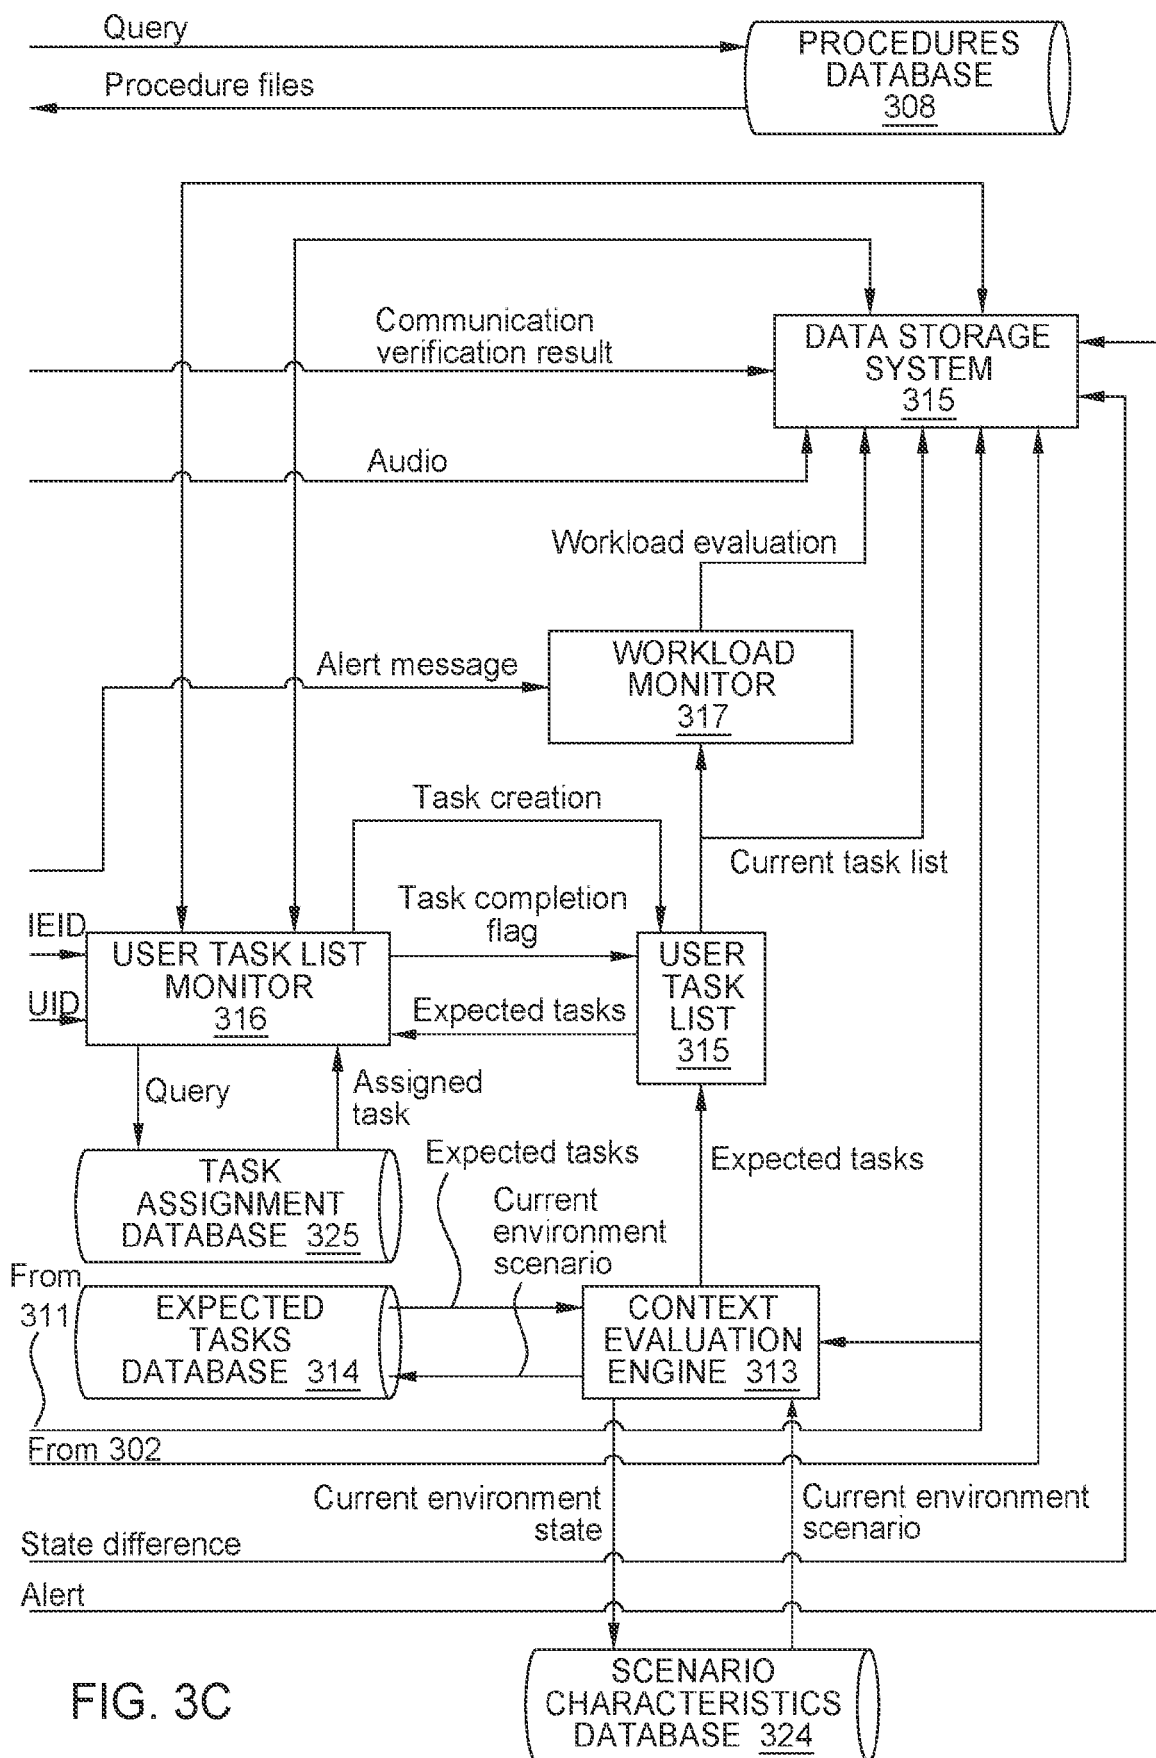 Query
PROCEDURES
DATABASE
308
Procedure files
Communication
verification result
DATA STORAGE
SYSTEM
315
Audio
Workload evaluation
Alert message
WORKLOAD
MONITOR
317
Task creation
Current task list
Task completion
flag
IEID
UID
USER TASK LIST
MONITOR
316
Expected tasks
USER
TASK
LIST
315
Query
Assigned
task
TASK
ASSIGNMENT
DATABASE 325
Expected tasks
Current
environment
scenario
Expected tasks
From
311
EXPECTED
TASKS
DATABASE 314
CONTEXT
EVALUATION
ENGINE 313
From 302
Current environment
state
Current environment
scenario
State difference
Alert
SCENARIO
CHARACTERISTICS
DATABASE 324
FIG. 3C